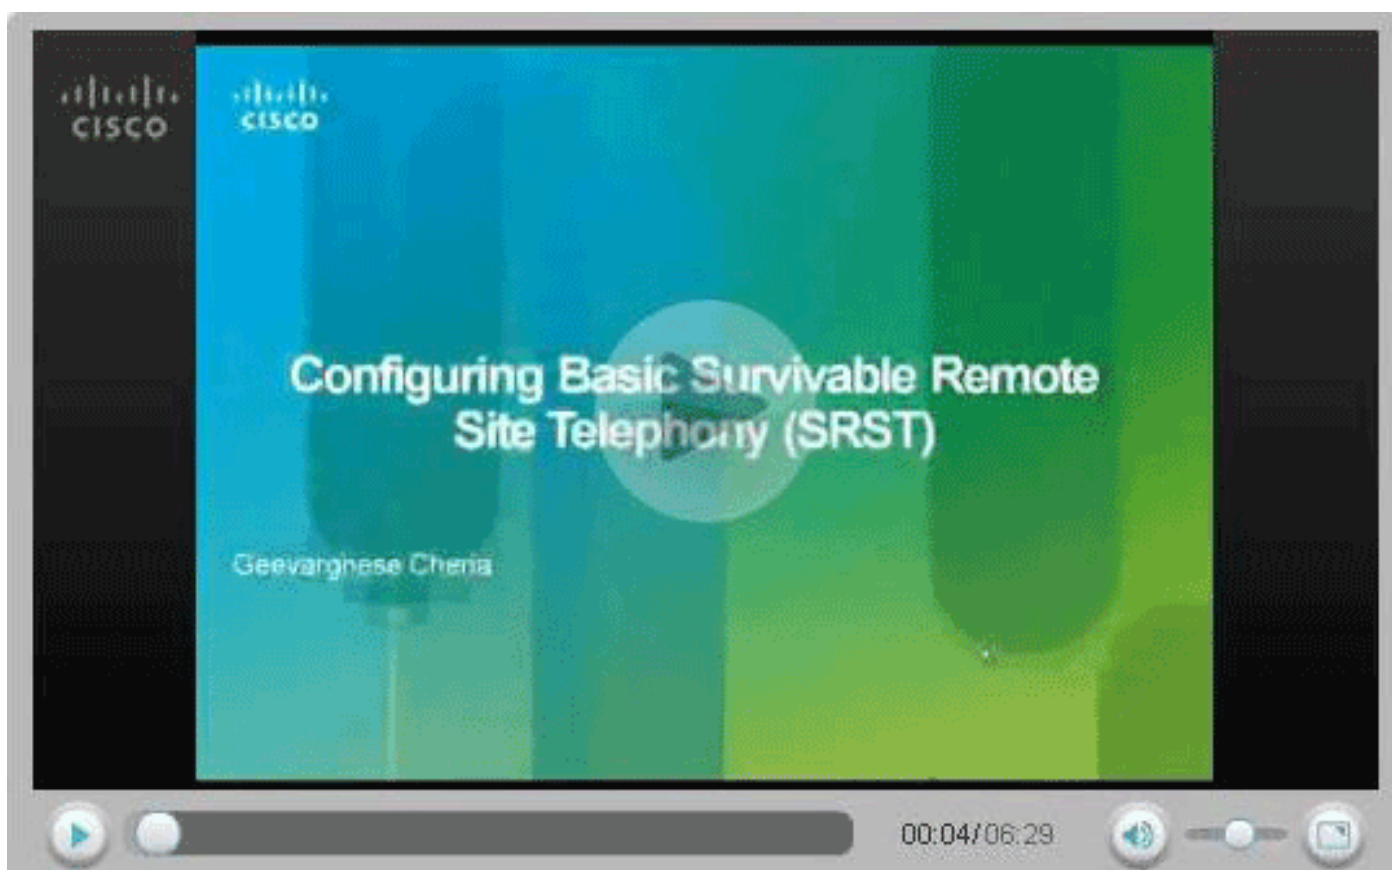 CISCO
CISCO
Configuring Basic Survivable Remote
Site Telephony (SRST)
Geevarghese Cheria
00:04/06:29